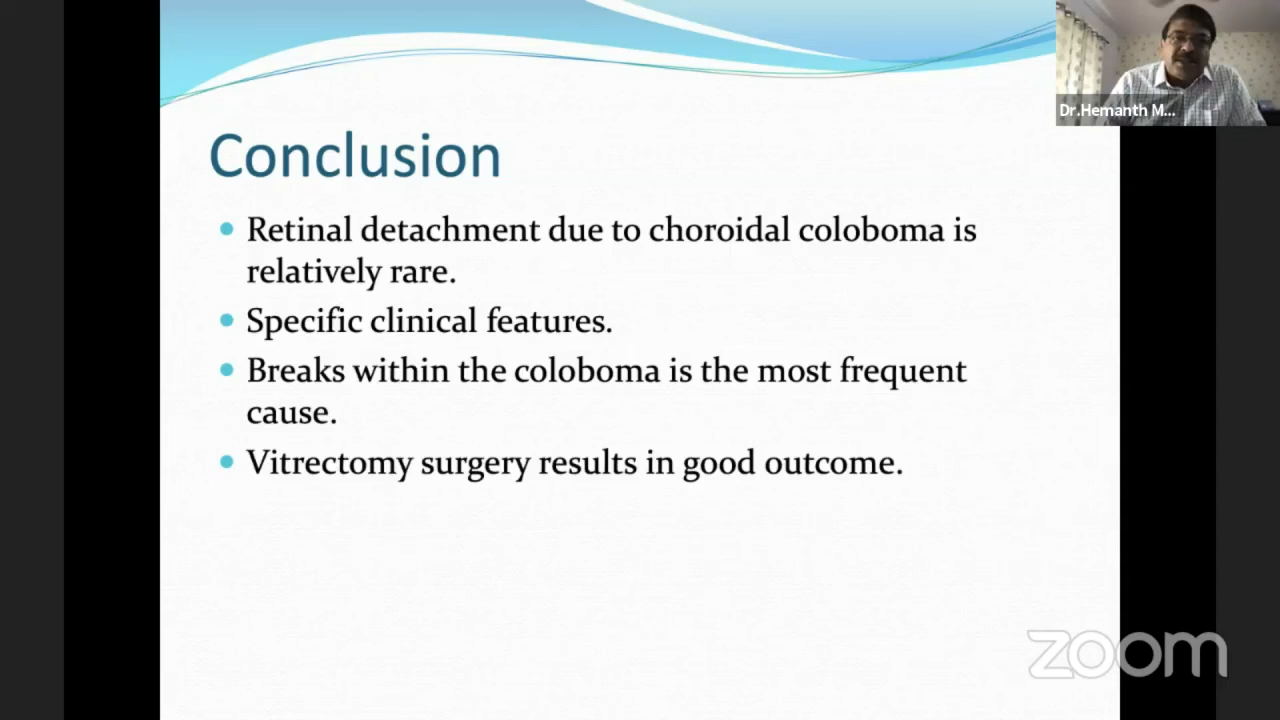 Dr.Hemanth M...
Conclusion
• Retinal detachment due to choroidal coloboma is
relatively rare.
• Specific clinical features.
• Breaks within the coloboma is the most frequent
cause.
• Vitrectomy surgery results in good outcome.
zoom